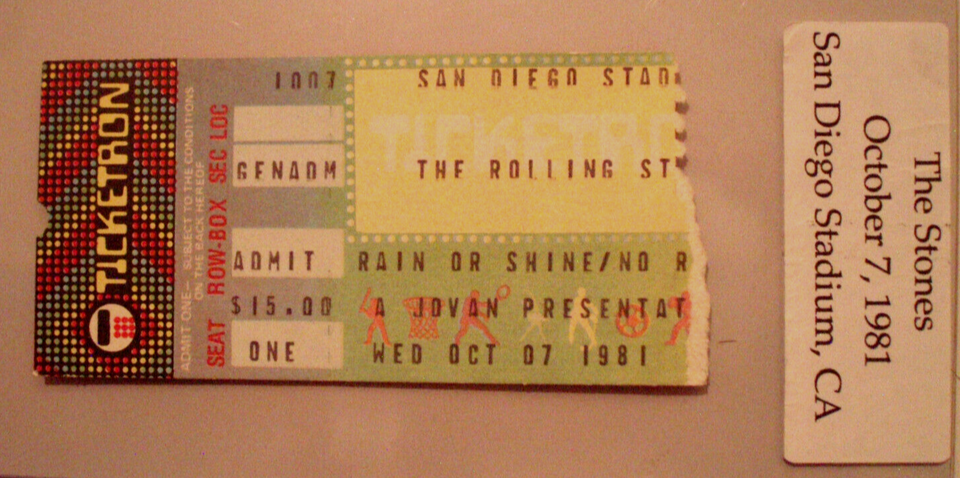 TICKETRON
ADMIT ONE— SUBJECT TO THE CONDITIONS
ON THE BACK HEREOF
SEAT ROW-BOX SEC LOC
1007
GENADM
ADMIT
$15.00
ONE
SAN DIEGO STAD
TICKETRON
THE ROLLING ST
RAIN OR SHINE/NO R
A JOVAN PRESENTAT
WED OCT 07 1981
The Stones
October 7, 1981
San Diego Stadium, CA